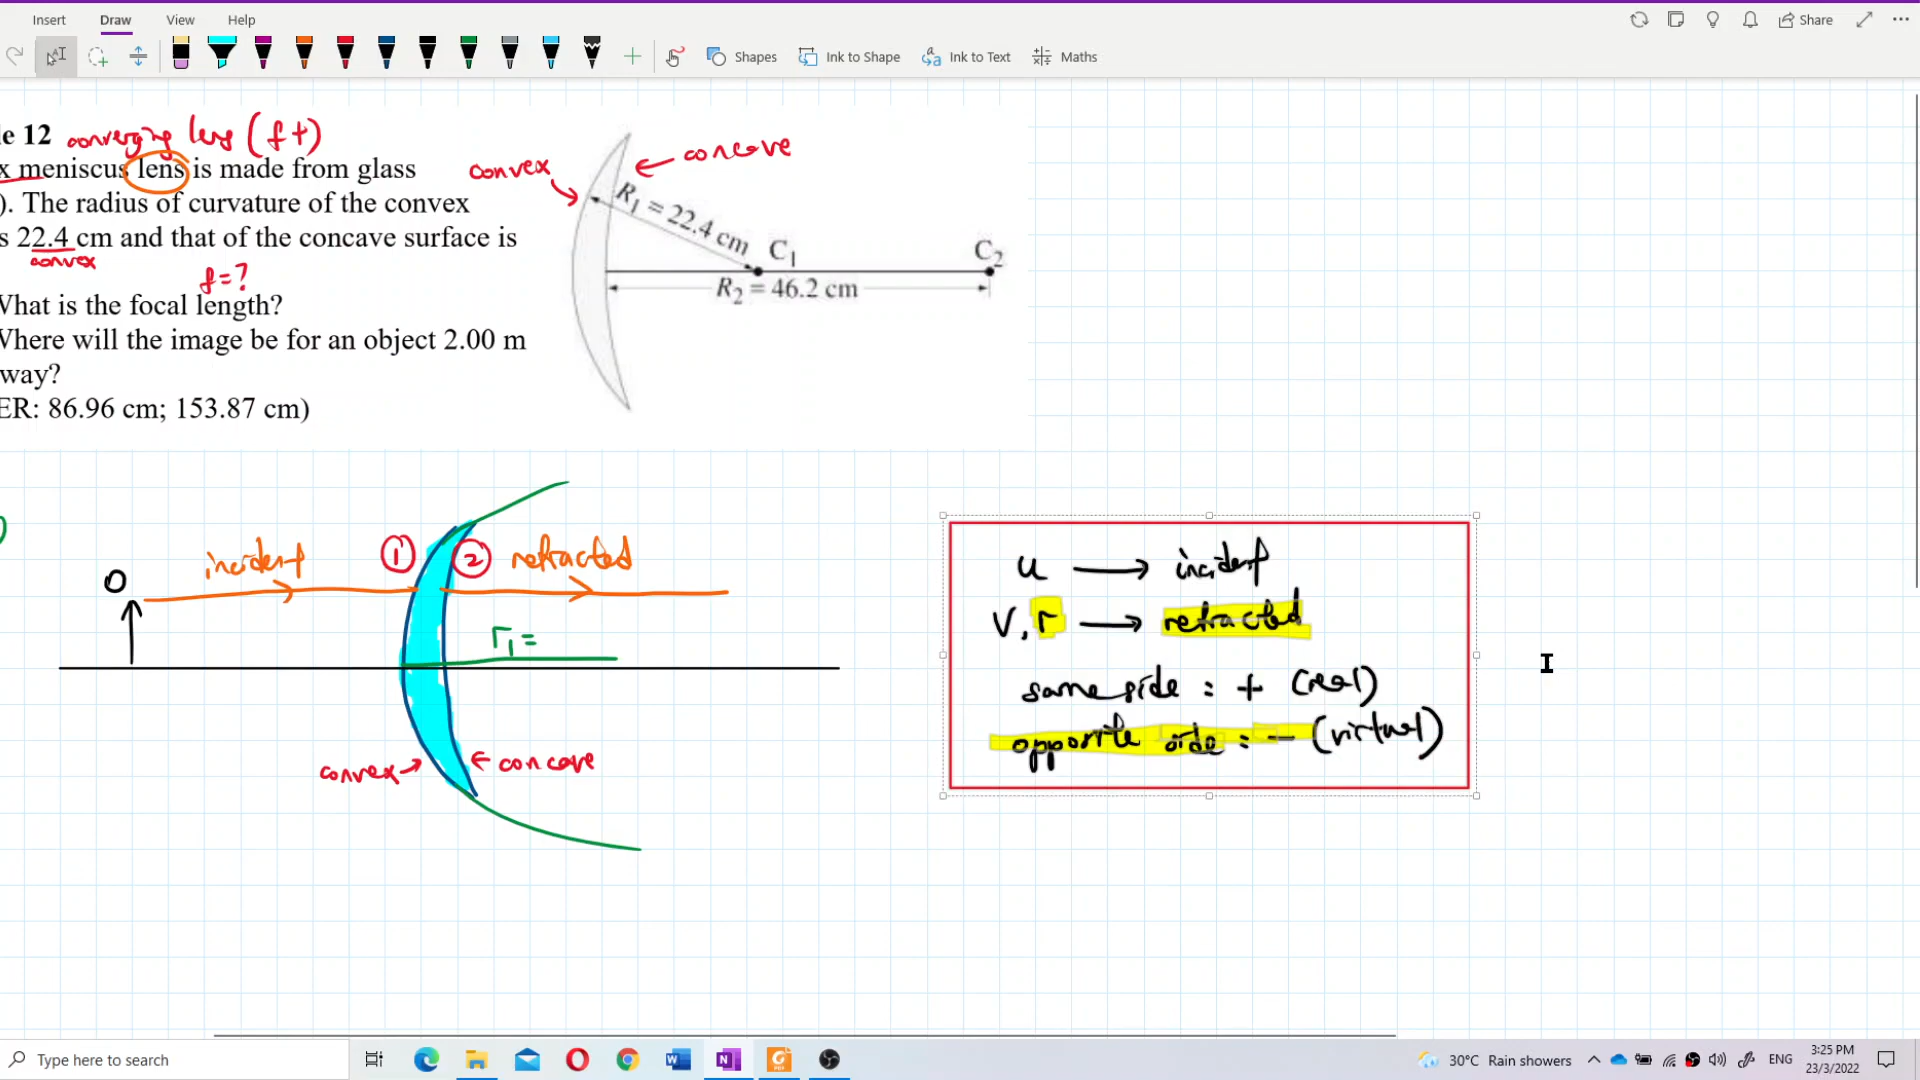 Insert Draw View Help
Share
Shapes Ink to Shape Ink to Text Maths
le 12 converging lens (f +)
x meniscus lens is made from glass
). The radius of curvature of the convex
s 22.4 cm and that of the concave surface is
convex
f = ?
What is the focal length?
Where will the image be for an object 2.00 m
way?
ER: 86.96 cm; 153.87 cm)
convex
concave
R1 = 22.4 cm
C1
C2
R2 = 46.2 cm
O
incident
1
2
refracted
r1 =
convex
concave
u → incident
v, r → refracted
same side : + (real)
opposite side : - (virtual)
Type here to search
30°C Rain showers
ENG
3:25 PM
23/3/2022